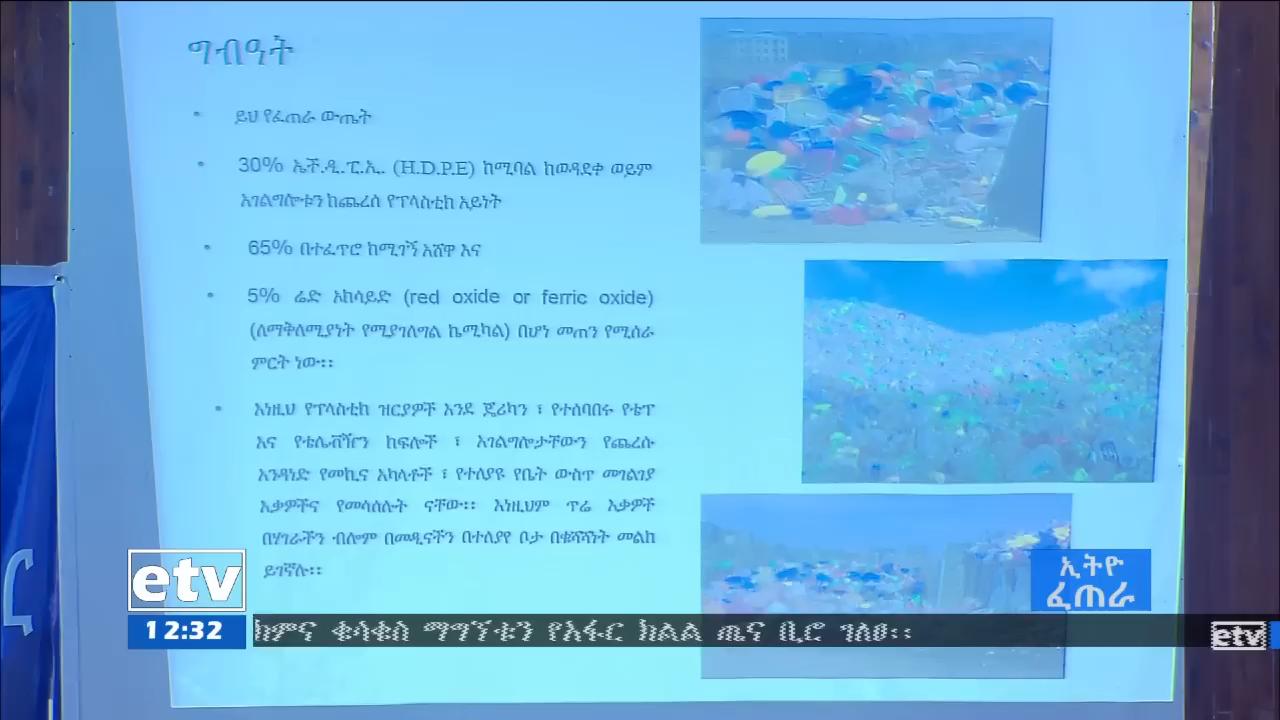 ግብዓት
• ይህ የፈጠራ ውጤት
• 30% ኤች.ዲ.ፒ.ኢ. (H.D.P.E) ከሚባል ከወዳደቀ ወይም
አገልግሎቱን ከጨረሰ የፕላስቲክ አይነት
• 65% በተፈጥሮ ከሚገኝ አሸዋ እና
• 5% ሬድ አክሳይድ (red oxide or ferric oxide)
(ለማቅለሚያነት የሚያገለግል ኬሚካል) በሆነ መጠን የሚሰራ
ምርት ነው፡፡
• እነዚህ የፕላስቲክ ዝርያዎች እንደ ጄሪካን ፣ የተሰባበሩ የቴፕ
እና የቴሌቭዥን ክፍሎች ፣ አገልግሎታቸውን የጨረሱ
አንዳንድ የመኪና አካላቶች ፣ የተለያዩ የቤት ውስጥ መገልገያ
እቃዎችና የመሳሰሉት ናቸው፡፡ እነዚህም ጥሬ እቃዎች
በሃገራችን ብሎም በመዲናችን በተለያየ ቦታ በቁሻሻነት መልክ
ይገኛሉ፡፡
ኢትዮ
ፈጠራ
etv
12:32
ክምና ቁሳቁስ ማግኘቱን የአፋር ክልል ጤና ቢሮ ገለፀ፡፡
etv